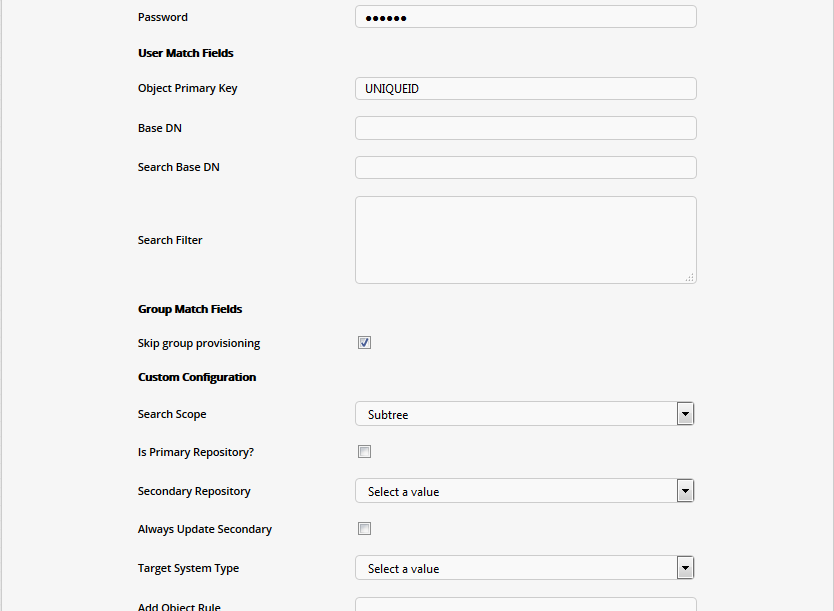 Password ●●●●●●
User Match Fields
Object Primary Key UNIQUEID
Base DN
Search Base DN
Search Filter
Group Match Fields
Skip group provisioning
Custom Configuration
Search Scope Subtree
Is Primary Repository?
Secondary Repository Select a value
Always Update Secondary
Target System Type Select a value
Add Object Rule